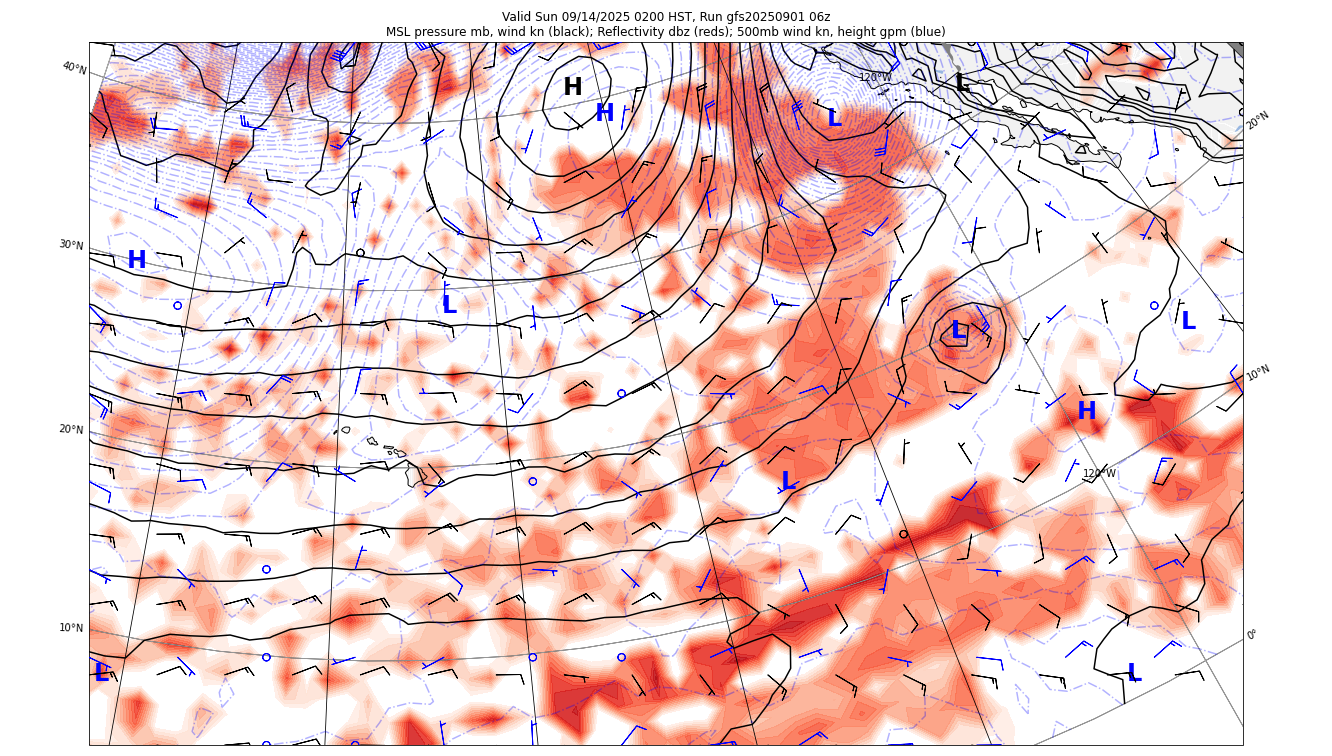 Valid Sun 09/14/2025 0200 HST, Run gfs20250901 06z
MSL pressure mb, wind kn (black); Reflectivity dbz (reds); 500mb wind kn, height gpm (blue)
40°N
120°W
L
H
H
L
20°N
30°N
H
L
L
L
10°N
H
20°N
120°W
L
10°N
0°
L
L